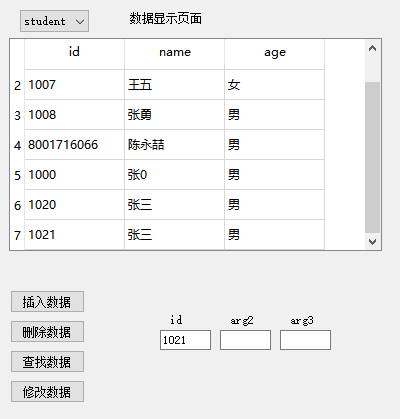 student 数据显示页面
id name age
2 1007 王五 女
3 1008 张勇 男
4 8001716066 陈永喆 男
5 1000 张0 男
6 1020 张三 男
7 1021 张三 男
插入数据
id arg2 arg3
删除数据 1021
查找数据
修改数据